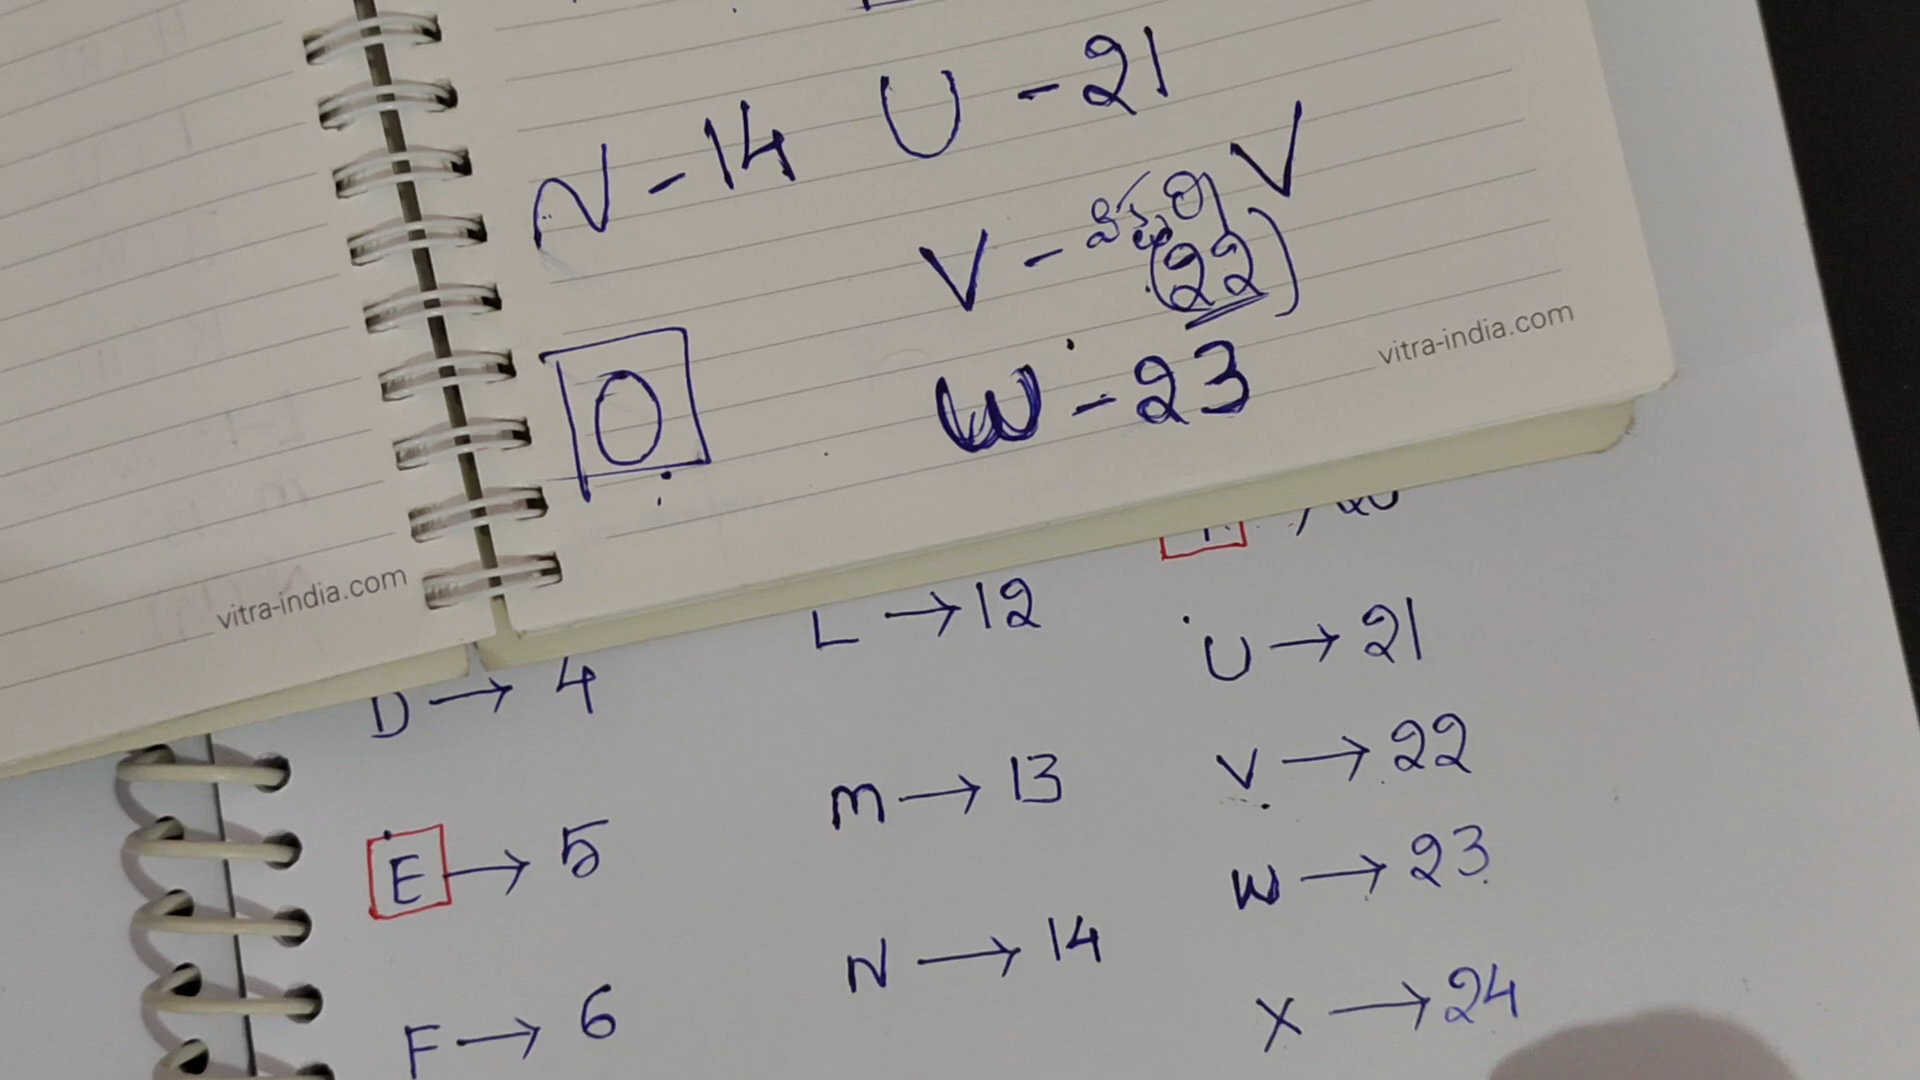 U - 21
N - 14
V
V -
(22)
O
W - 23
vitra-india.com
vitra-india.com
D → 4
E → 5
F → 6
L → 12
M → 13
N → 14
U → 21
V → 22
W → 23
X → 24